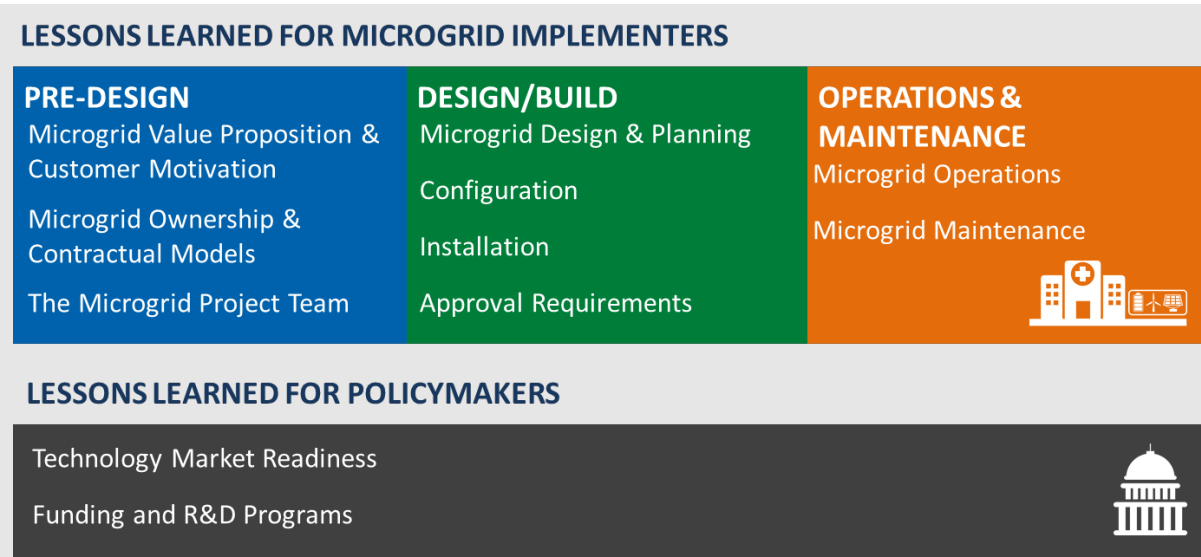 LESSONS LEARNED FOR MICROGRID IMPLEMENTERS
PRE-DESIGN
Microgrid Value Proposition &
Customer Motivation
Microgrid Ownership &
Contractual Models
The Microgrid Project Team
DESIGN/BUILD
Microgrid Design & Planning
Configuration
Installation
Approval Requirements
OPERATIONS &
MAINTENANCE
Microgrid Operations
Microgrid Maintenance
LESSONS LEARNED FOR POLICYMAKERS
Technology Market Readiness
Funding and R&D Programs